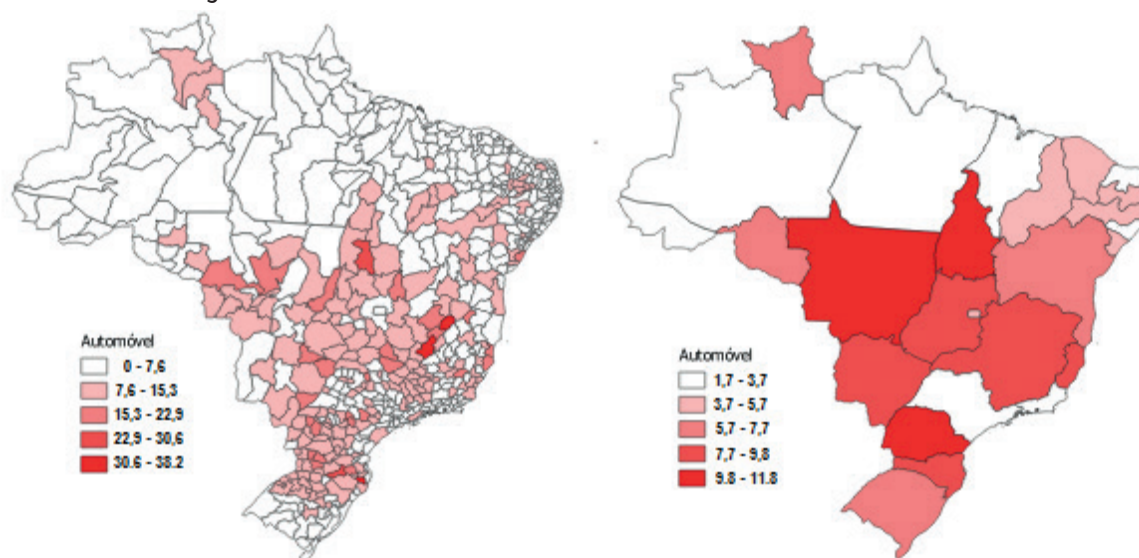 Automóvel
0 - 7,6
7,6 - 15,3
15,3 - 22,9
22,9 - 30,6
30.6 - 38.2
Automóvel
1,7 - 3,7
3,7 - 5,7
5,7 - 7,7
7,7 - 9,8
9.8 - 11.8